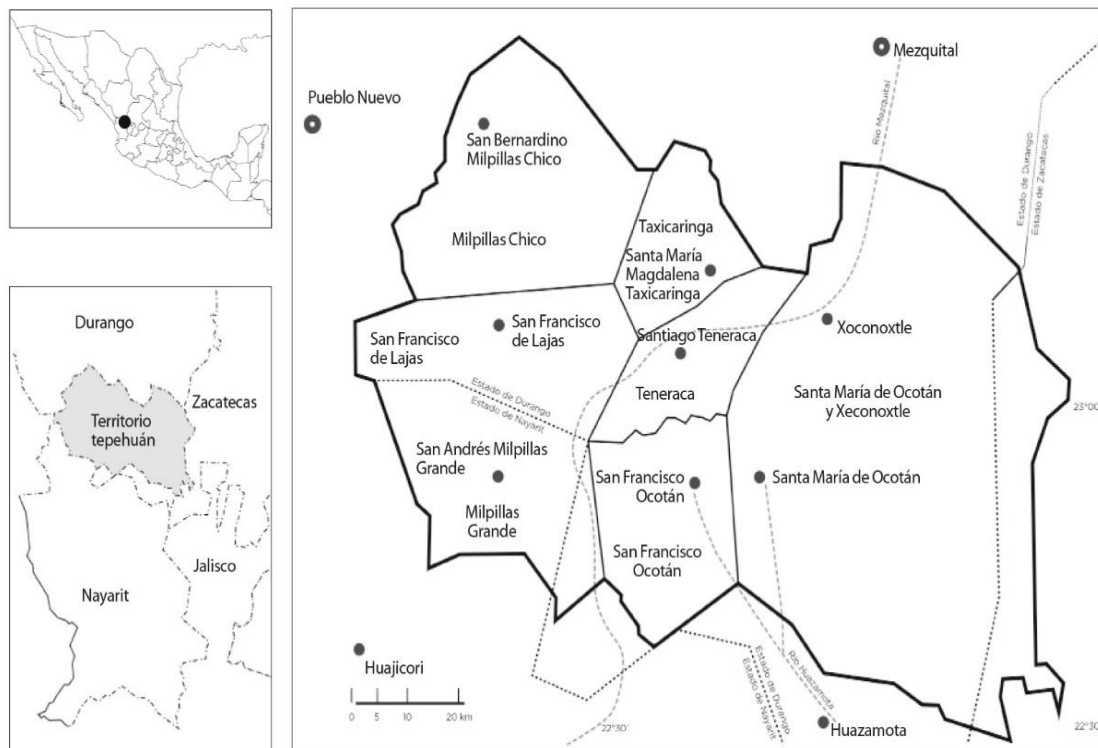 Durango
Zacatecas
Territorio
tepehuán
Nayarit
Jalisco
Pueblo Nuevo
Mezquital
Río Mezquital
San Bernardino
Milpillas Chico
Milpillas Chico
Taxicaringa
Santa María
Magdalena
Taxicaringa
Estado de Durango
Estado de Zacatecas
San Francisco
de Lajas
San Francisco
de Lajas
Santiago Teneraca
Xoconoxtle
Teneraca
Santa María de Ocotán
y Xeconoxtle
Estado de Durango
Estado de Nayarit
23°00
San Andrés Milpillas
Grande
Milpillas
Grande
San Francisco
Ocotán
Santa María de Ocotán
San Francisco
Ocotán
Huajicori
0 5 10 20 km
22°30´
Estado de Durango
Estado de Nayarit
Río Huazamota
Huazamota
22°30